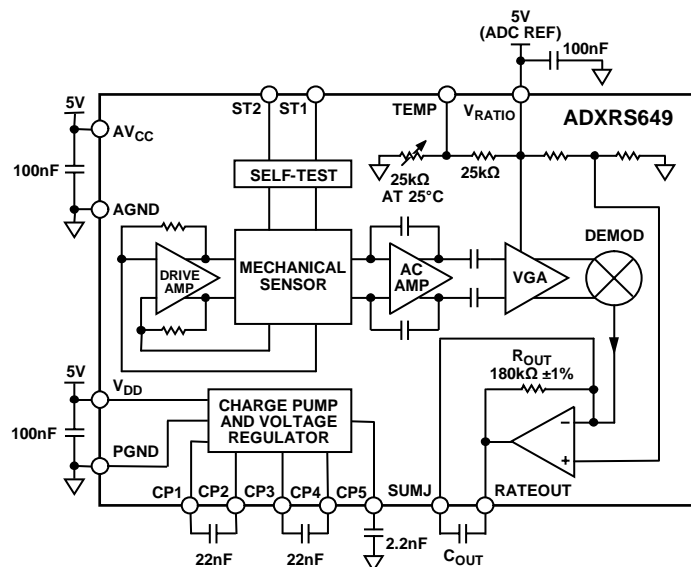 5V
(ADC REF)
100nF
5V
ST2 ST1
TEMP
VRATIO
ADXRS649
AVCC
100nF
25kΩ
AT 25°C
25kΩ
SELF-TEST
AGND
DEMOD
DRIVE
AMP
MECHANICAL
SENSOR
AC
AMP
VGA
5V
VDD
ROUT
180kΩ ±1%
100nF
CHARGE PUMP
AND VOLTAGE
REGULATOR
–
+
PGND
CP1 CP2 CP3 CP4 CP5 SUMJ RATEOUT
22nF
22nF
2.2nF
COUT